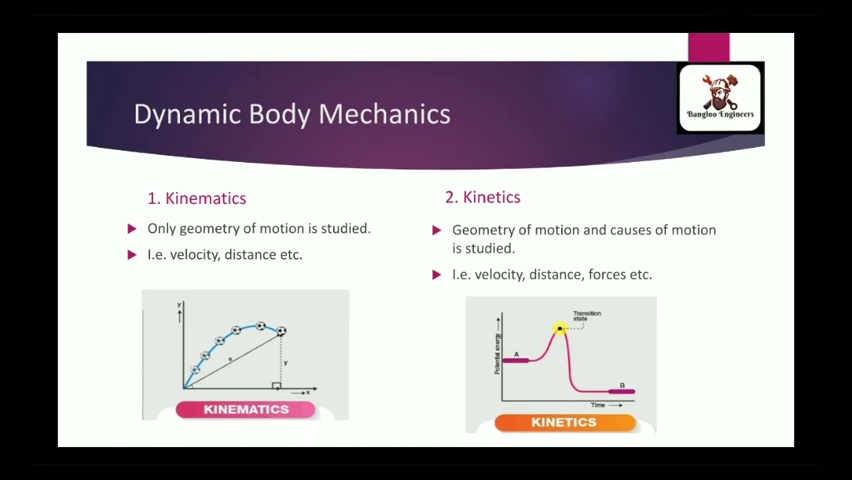 Dynamic Body Mechanics
Bangloo Engineers
1. Kinematics
Only geometry of motion is studied.
I.e. velocity, distance etc.
y
s
y
x
KINEMATICS
2. Kinetics
Geometry of motion and causes of motion
is studied.
I.e. velocity, distance, forces etc.
Transition
state
Potential energy
A
B
Time
KINETICS